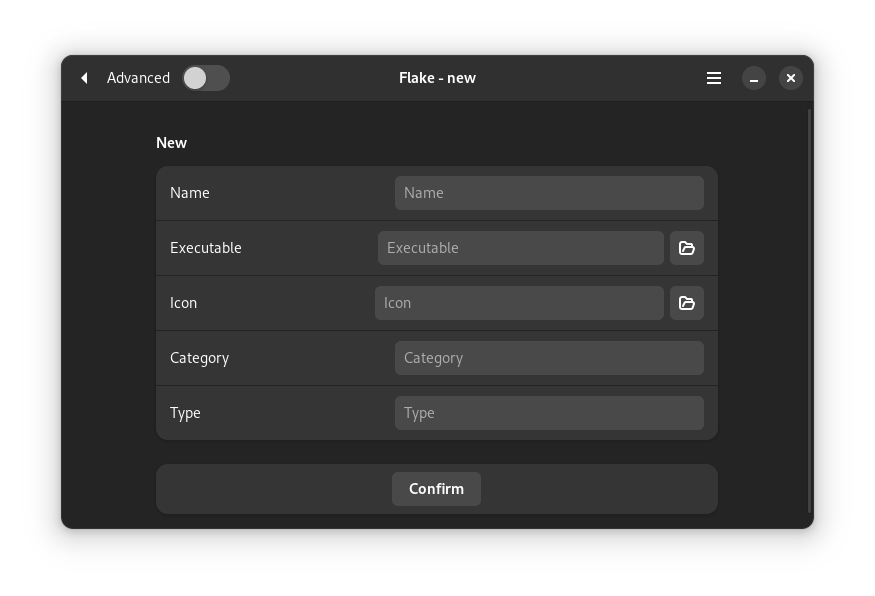 Advanced
Flake - new
New
Name Name
Executable Executable
Icon Icon
Category Category
Type Type
Confirm